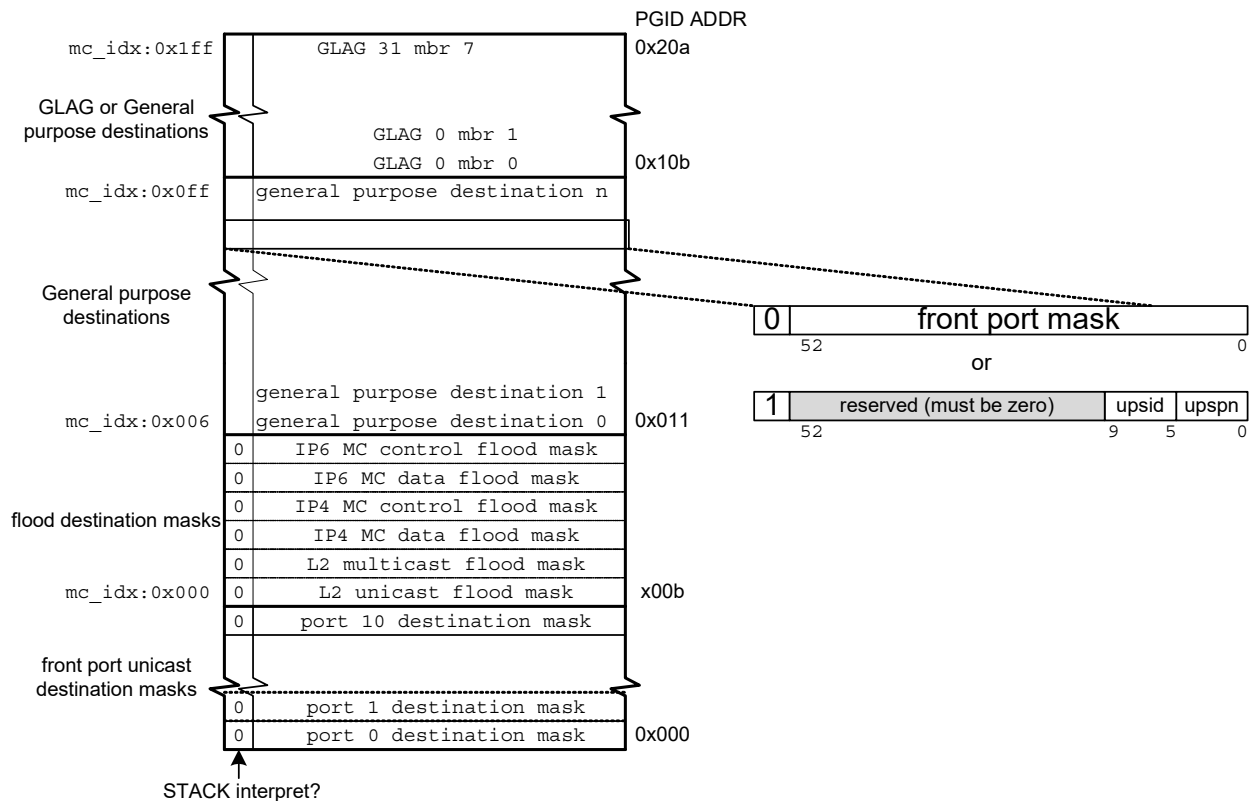 PGID ADDR
mc_idx:0x1ff GLAG 31 mbr 7 0x20a
GLAG or General
purpose destinations
GLAG 0 mbr 1
GLAG 0 mbr 0 0x10b
mc_idx:0x0ff general purpose destination n
General purpose
destinations
0 front port mask
52 0
or
1 reserved (must be zero) upsid upspn
52 9 5 0
general purpose destination 1
mc_idx:0x006 general purpose destination 0 0x011
0 IP6 MC control flood mask
0 IP6 MC data flood mask
0 IP4 MC control flood mask
flood destination masks
0 IP4 MC data flood mask
0 L2 multicast flood mask
mc_idx:0x000 0 L2 unicast flood mask x00b
0 port 10 destination mask
front port unicast
destination masks
0 port 1 destination mask
0 port 0 destination mask 0x000
STACK interpret?